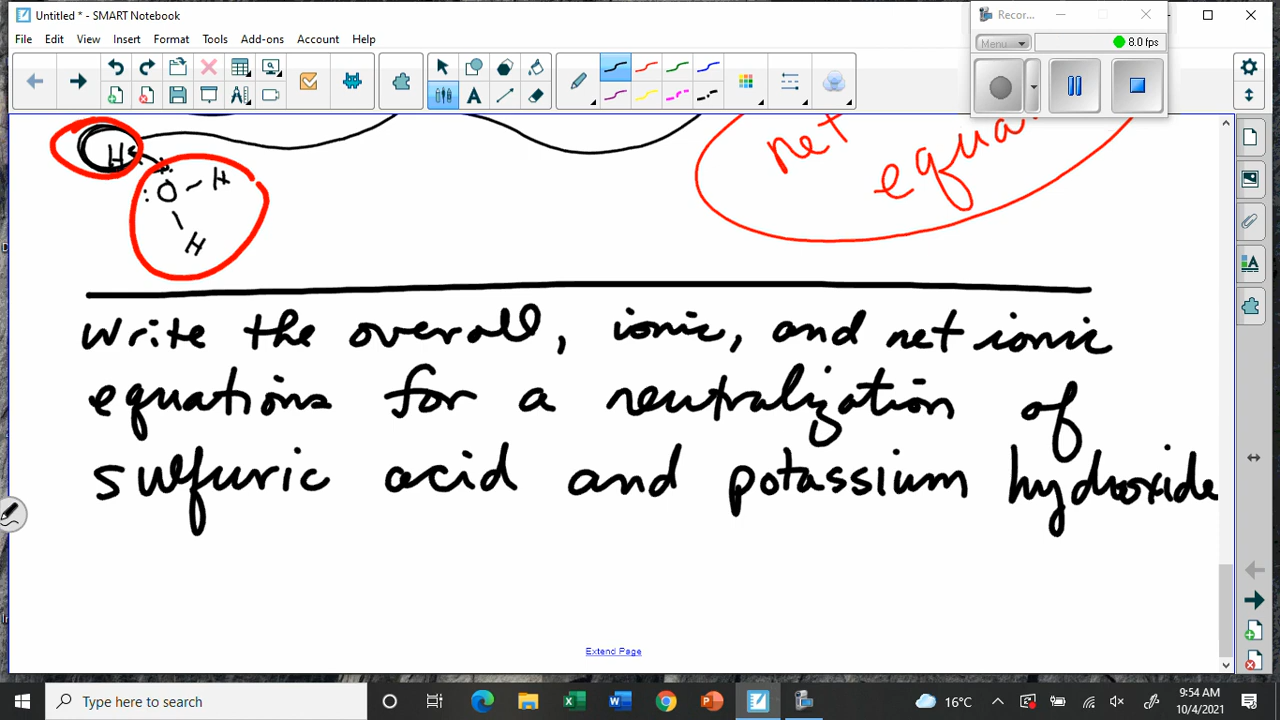 Untitled * - SMART Notebook
Recor...
File Edit View Insert Format Tools Add-ons Account Help
Menu
8.0 fps
net
equa
H
O H
H
Write the overall, ionic, and net ionic
equations for a neutralization of
sulfuric acid and potassium hydroxide
Extend Page
Type here to search
16°C
9:54 AM
10/4/2021